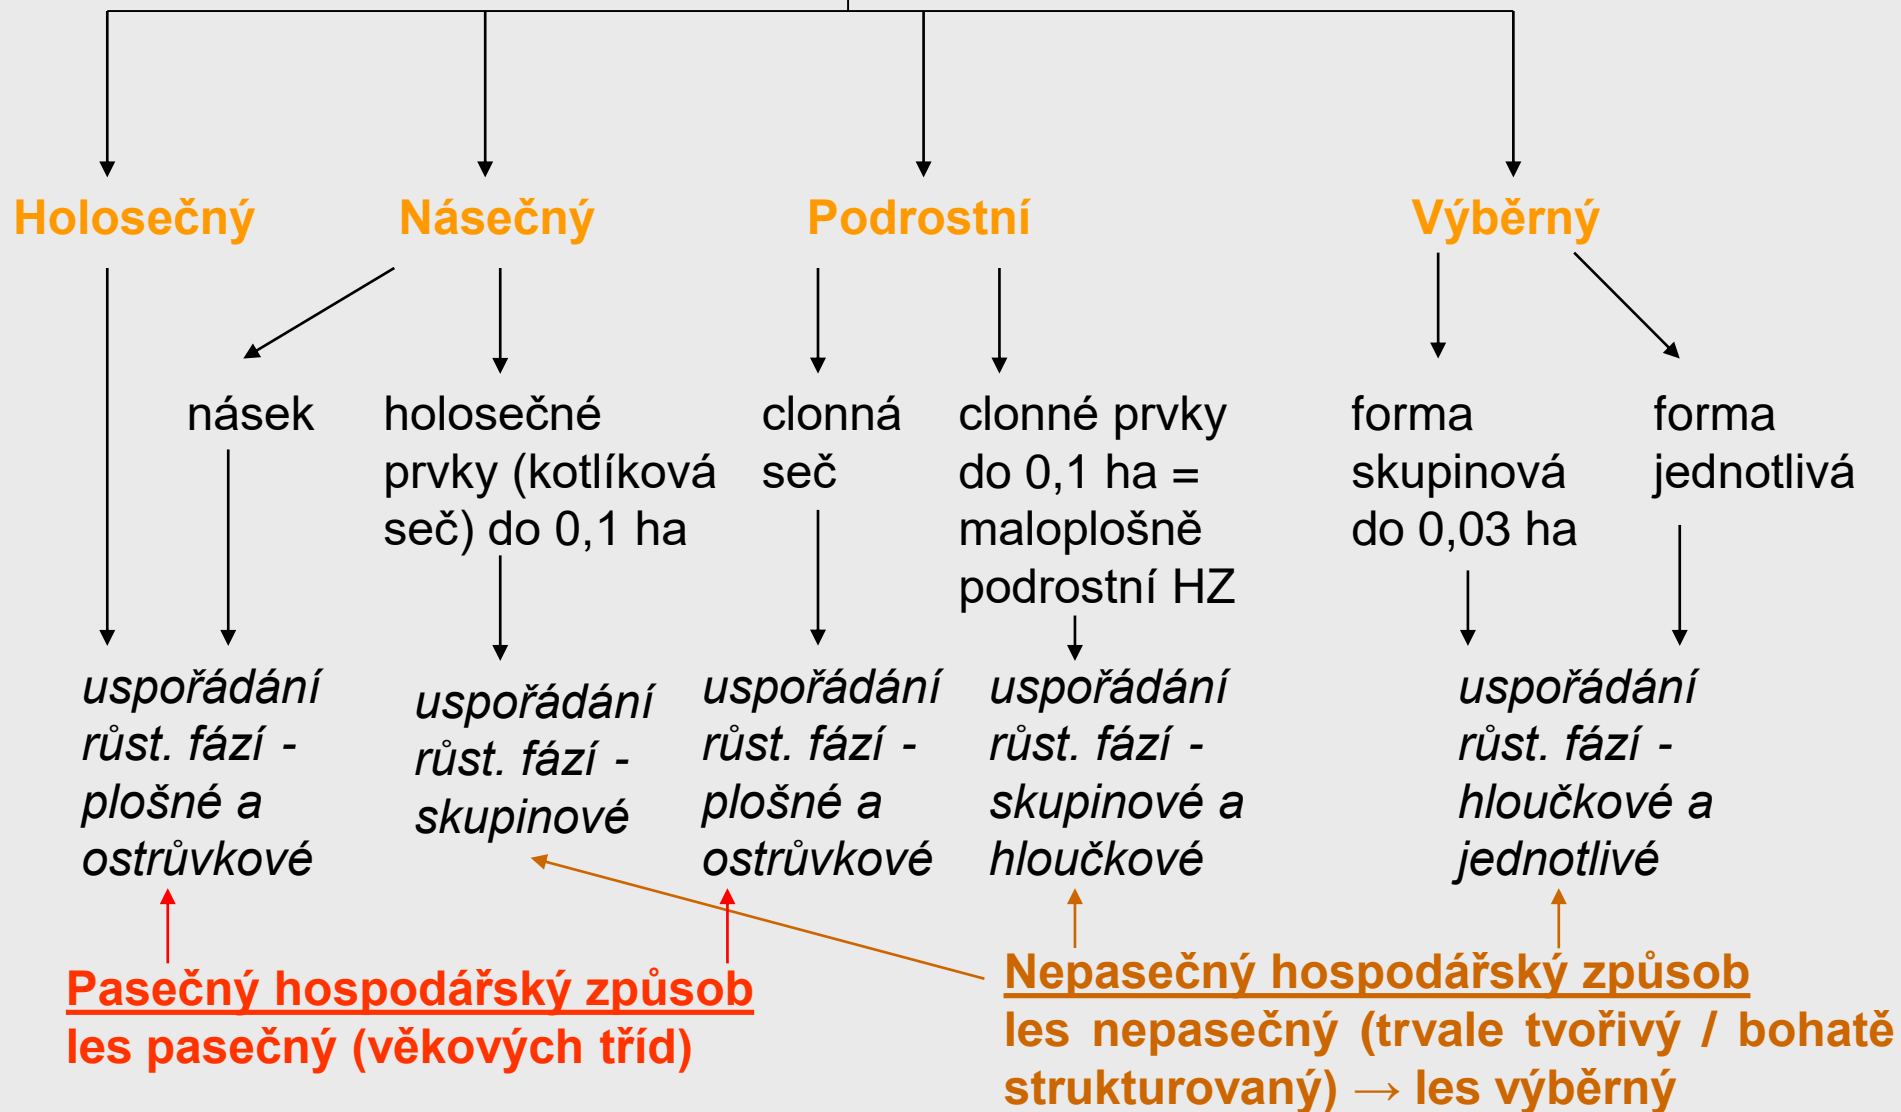 Holosečný
Násečný
Podrostní
Výběrný
násek
holosečné
prvky (kotlíková
seč) do 0,1 ha
clonná
seč
clonné prvky
do 0,1 ha =
maloplošně
podrostní HZ
forma
skupinová
do 0,03 ha
forma
jednotlivá
uspořádání
růst. fází -
plošné a
ostrůvkové
uspořádání
růst. fází -
skupinové
uspořádání
růst. fází -
plošné a
ostrůvkové
uspořádání
růst. fází -
skupinové a
hloučkové
uspořádání
růst. fází -
hloučkové a
jednotlivé
Pasečný hospodářský způsob
les pasečný (věkových tříd)
Nepasečný hospodářský způsob
les nepasečný (trvale tvořivý / bohatě
strukturovaný) → les výběrný